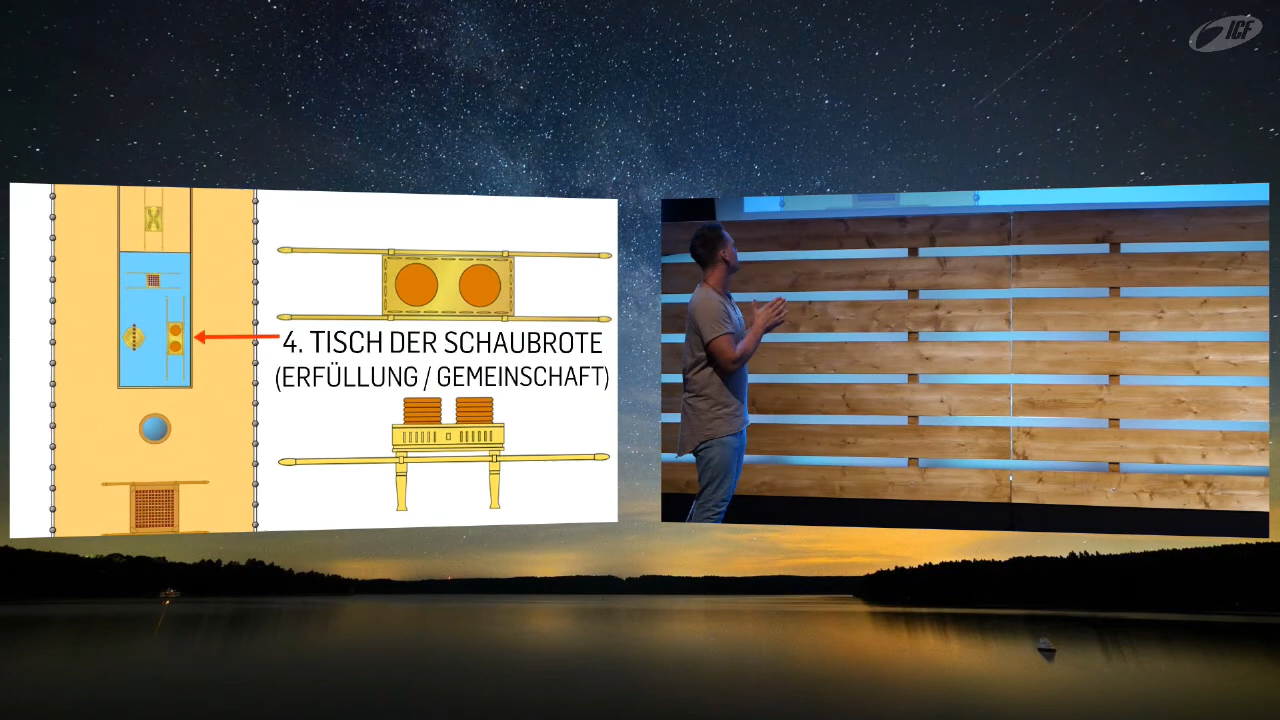 ICF
4. TISCH DER SCHAUBROTE
(ERFÜLLUNG / GEMEINSCHAFT)